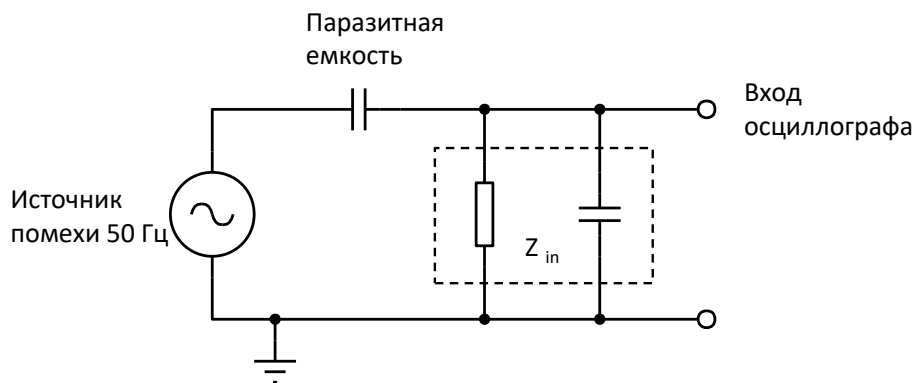 Паразитная
емкость
Вход
осциллографа
Источник
помехи 50 Гц
Z in